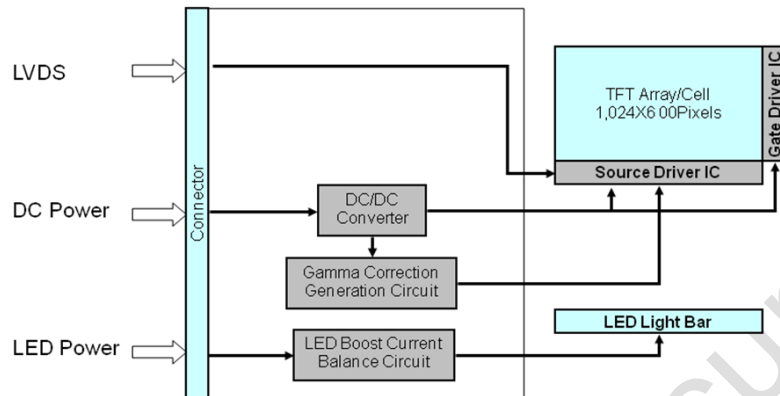 LVDS
DC Power
LED Power
Connector
DC/DC
Converter
Gamma Correction
Generation Circuit
LED Boost Current
Balance Circuit
TFT Array/Cell
1,024X6 00Pixels
Gate Driver IC
Source Driver IC
LED Light Bar